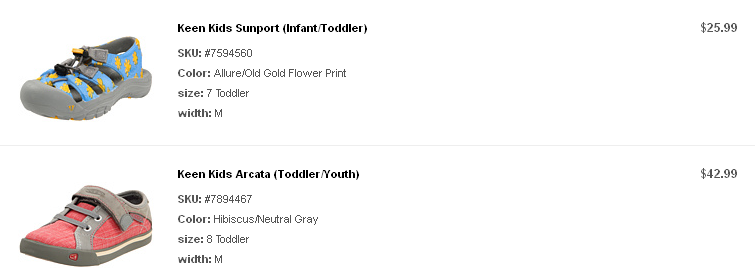 Keen Kids Sunport (Infant/Toddler) $25.99
SKU: #7594560
Color: Allure/Old Gold Flower Print
size: 7 Toddler
width: M
Keen Kids Arcata (Toddler/Youth) $42.99
SKU: #7894467
Color: Hibiscus/Neutral Gray
size: 8 Toddler
width: M